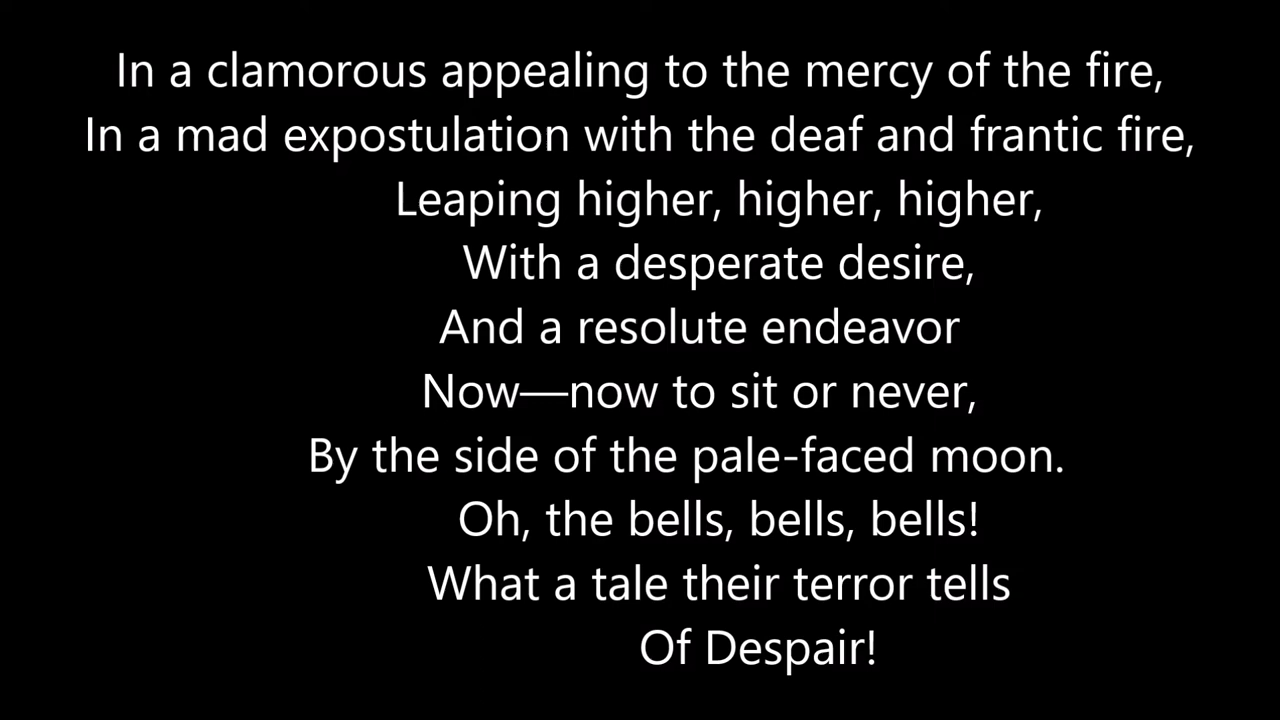 In a clamorous appealing to the mercy of the fire,
In a mad expostulation with the deaf and frantic fire,
Leaping higher, higher, higher,
With a desperate desire,
And a resolute endeavor
Now—now to sit or never,
By the side of the pale-faced moon.
Oh, the bells, bells, bells!
What a tale their terror tells
Of Despair!